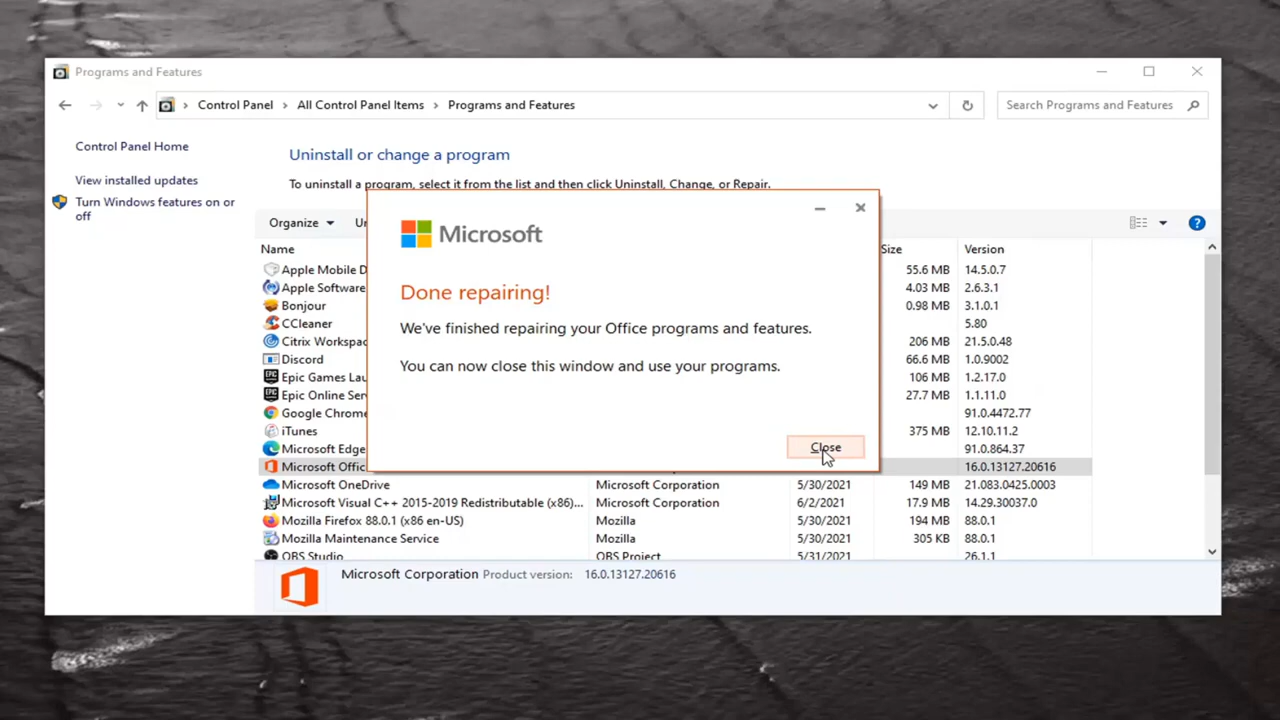 Programs and Features
Control Panel All Control Panel Items Programs and Features
Search Programs and Features
Control Panel Home
View installed updates
Turn Windows features on or
off
Uninstall or change a program
To uninstall a program, select it from the list and then click Uninstall, Change, or Repair.
Organize
Name Size Version
Apple Mobile 55.6 MB 14.5.0.7
Apple Software 4.03 MB 2.6.3.1
Bonjour 0.98 MB 3.1.0.1
CCleaner 5.80
Citrix 206 MB 21.5.0.48
Discord 66.6 MB 1.0.9002
Epic Games 106 MB 1.2.17.0
Epic Online 27.7 MB 1.1.11.0
Google Chrome 91.0.4472.77
iTunes 375 MB 12.10.11.2
Microsoft Edge 91.0.864.37
Microsoft 16.0.13127.20616
Microsoft OneDrive Microsoft Corporation 5/30/2021 149 MB 21.083.0425.0003
Microsoft Visual C++ 2015-2019 Redistributable (x86)... Microsoft Corporation 6/2/2021 17.9 MB 14.29.30037.0
Mozilla Firefox 88.0.1 (x86 en-US) Mozilla 5/30/2021 194 MB 88.0.1
Mozilla Maintenance Service Mozilla 5/30/2021 305 KB 88.0.1
OBS Studio OBS Project 5/31/2021 26.1.1
Microsoft
Done repairing!
We've finished repairing your Office programs and features.
You can now close this window and use your programs.
Close
Microsoft Corporation Product version: 16.0.13127.20616